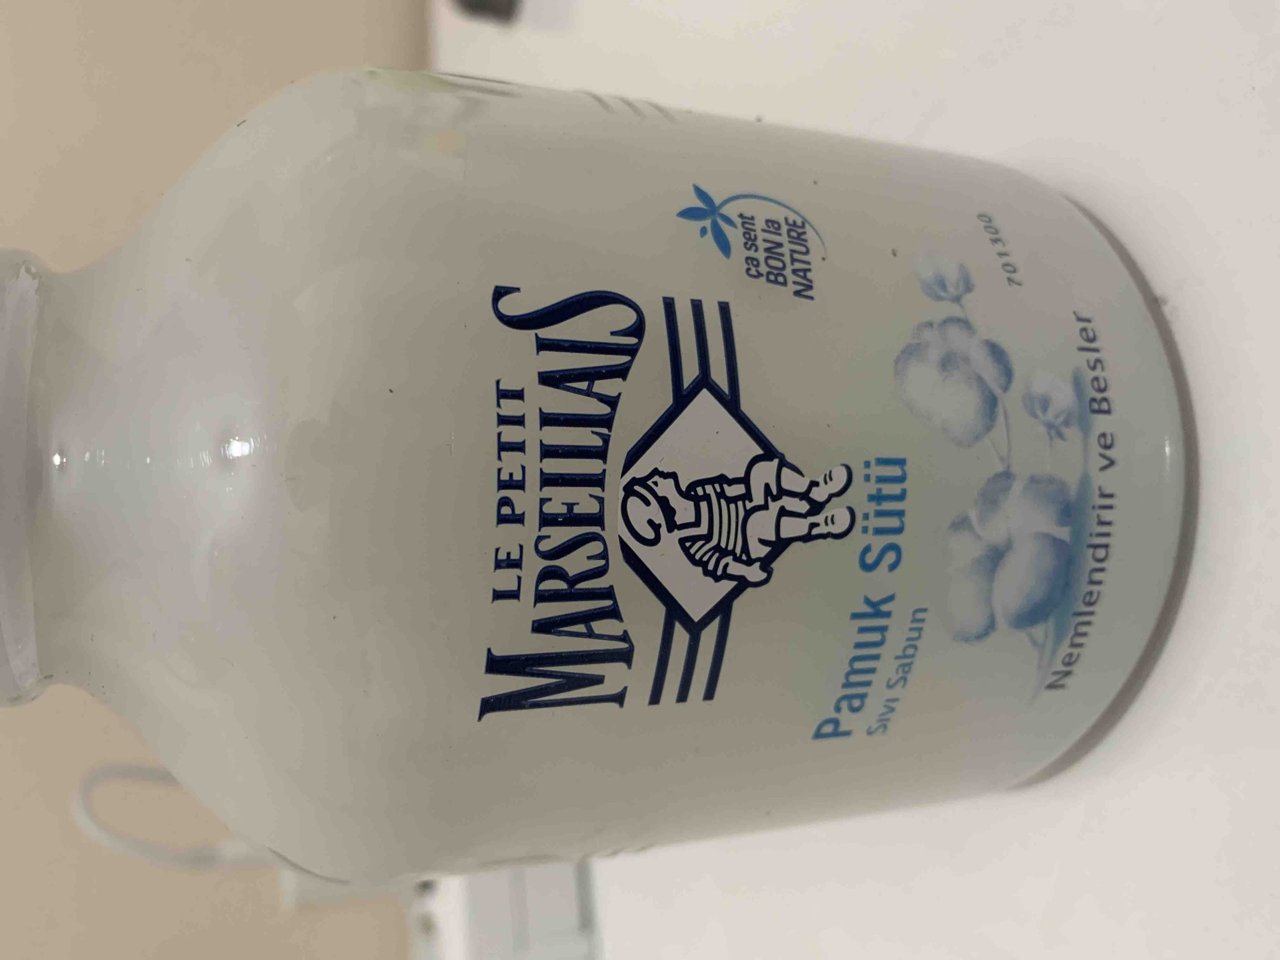 LE PETIT
MARSEILLAIS
ça sent
BON la
NATURE
Pamuk Sütü
Sıvı Sabun
701300
Nemlendirir ve Besler